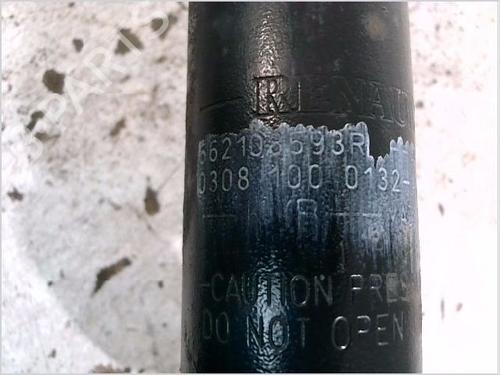 RENAU
562108593R
0308 100 0132-
-CAUTION PRES
DO NOT OPEN